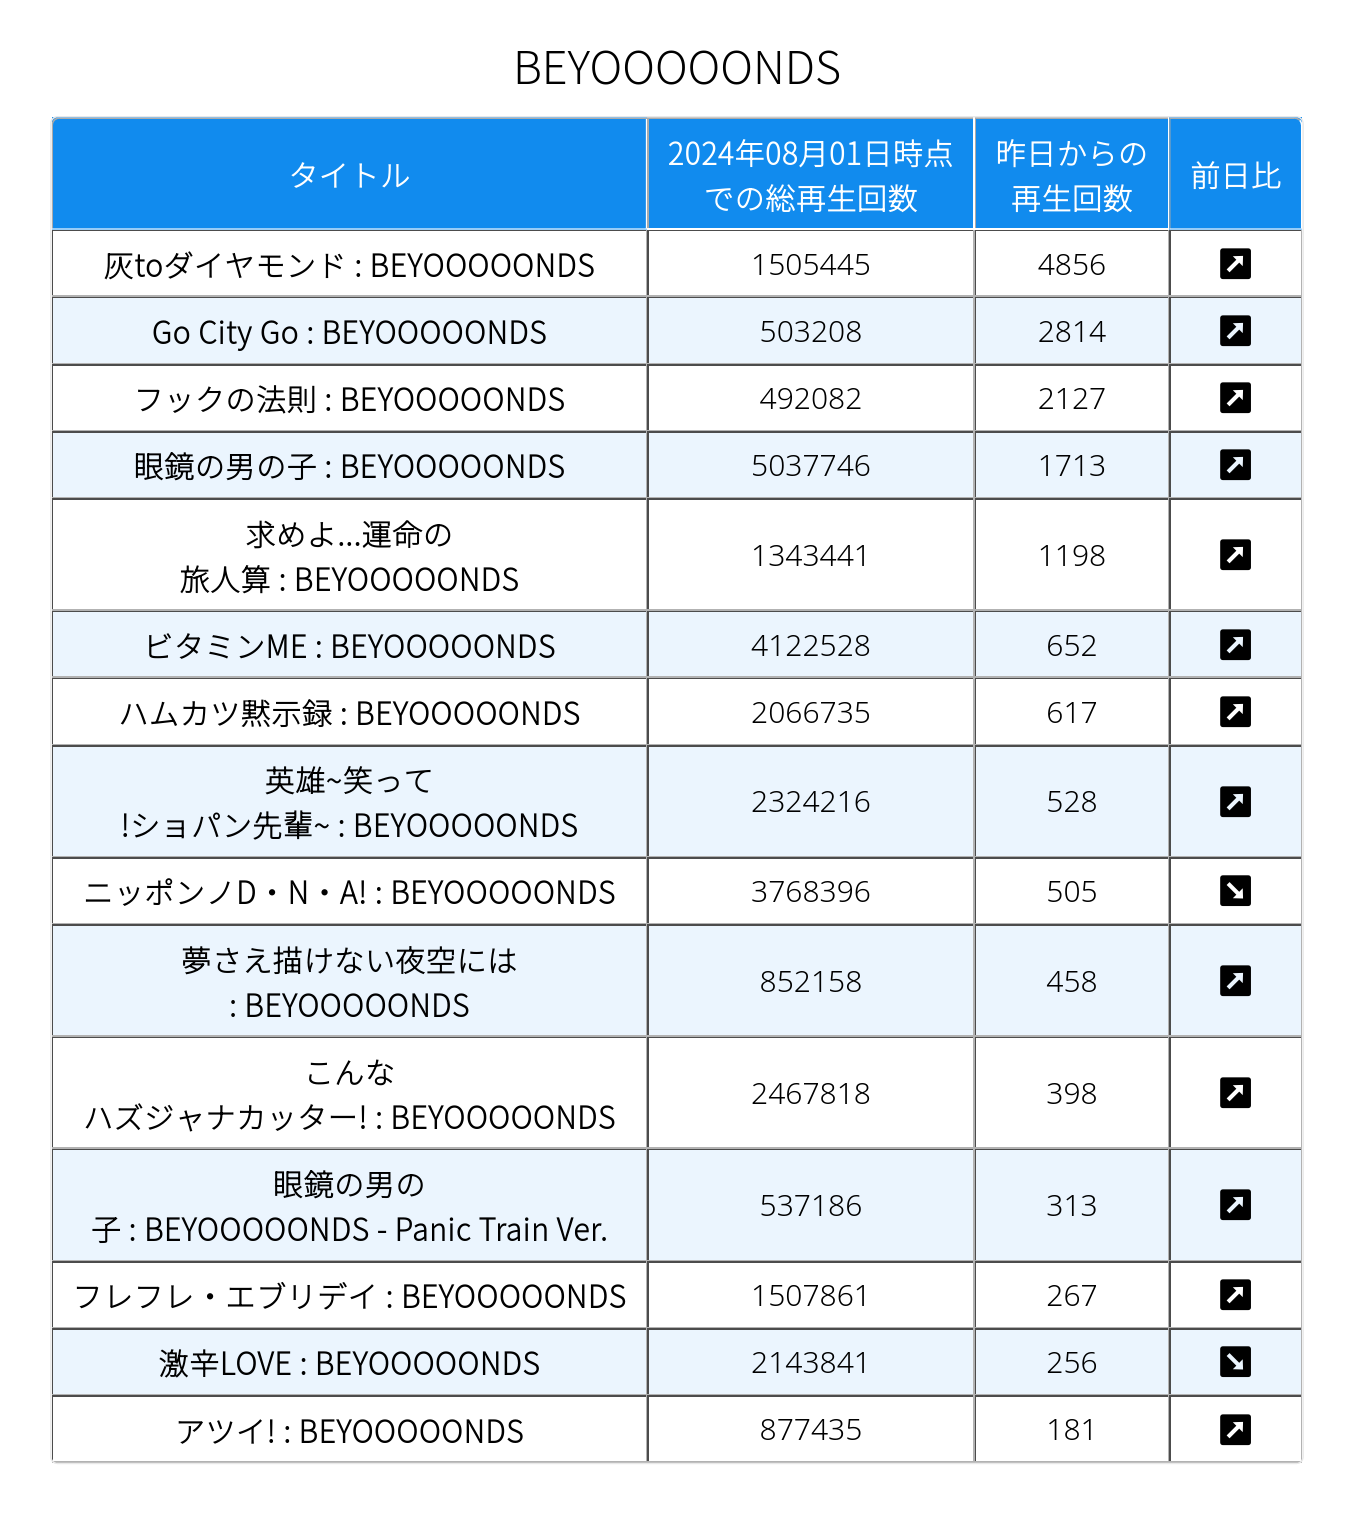 BEYOOOOONDS
タイトル
2024年08月01日時点
での総再生回数
昨日からの
再生回数
前日比
灰toダイヤモンド : BEYOOOOONDS 1505445 4856
Go City Go : BEYOOOOONDS 503208 2814
フックの法則 : BEYOOOOONDS 492082 2127
眼鏡の男の子 : BEYOOOOONDS 5037746 1713
求めよ...運命の
旅人算 : BEYOOOOONDS 1343441 1198
ビタミンME : BEYOOOOONDS 4122528 652
ハムカツ黙示録 : BEYOOOOONDS 2066735 617
英雄~笑って
!ショパン先輩~ : BEYOOOOONDS 2324216 528
ニッポンノD・N・A! : BEYOOOOONDS 3768396 505
夢さえ描けない夜空には
: BEYOOOOONDS 852158 458
こんな
ハズジャナカッター! : BEYOOOOONDS 2467818 398
眼鏡の男の
子 : BEYOOOOONDS - Panic Train Ver. 537186 313
フレフレ・エブリデイ : BEYOOOOONDS 1507861 267
激辛LOVE : BEYOOOOONDS 2143841 256
アツイ! : BEYOOOOONDS 877435 181